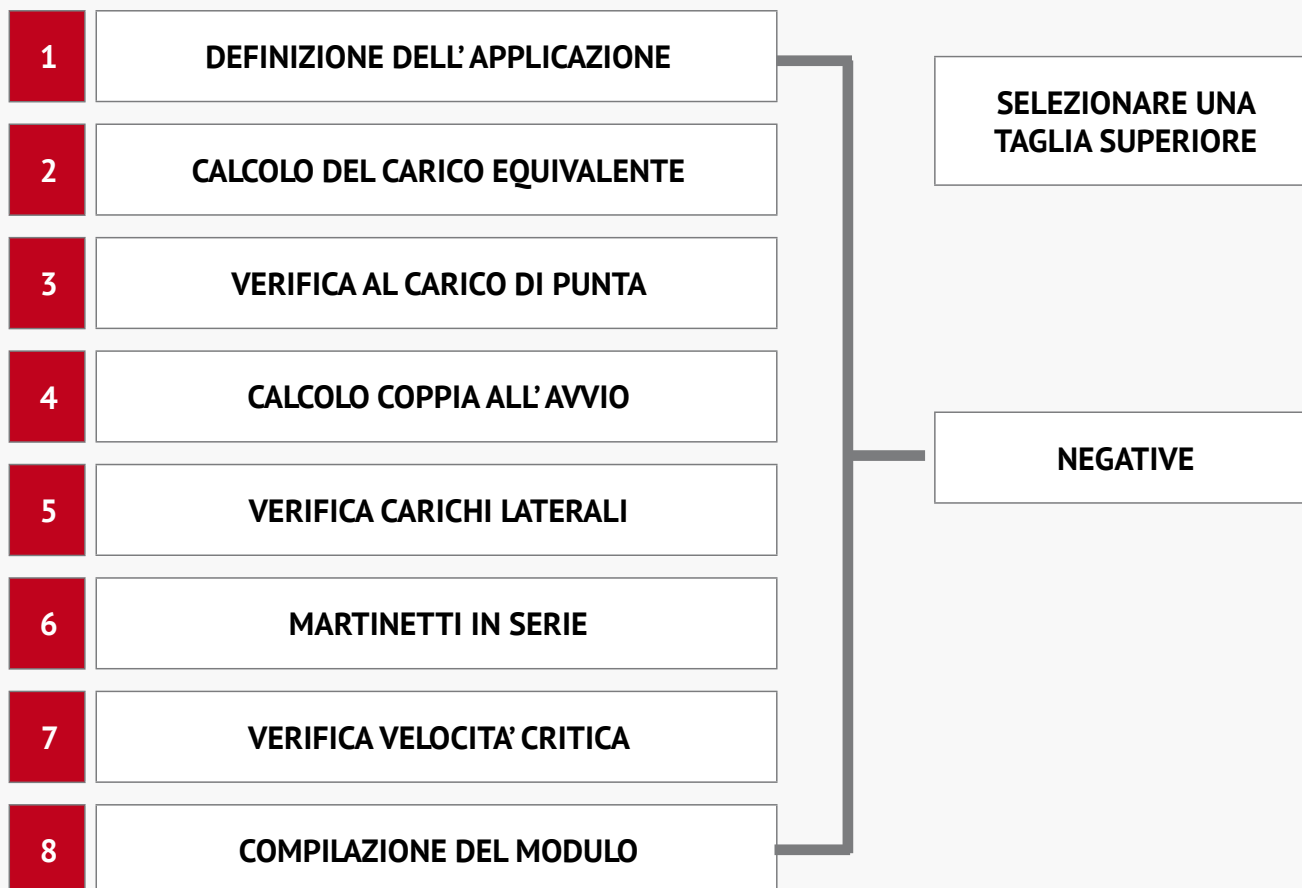 1
DEFINIZIONE DELL’ APPLICAZIONE
2
CALCOLO DEL CARICO EQUIVALENTE
3
VERIFICA AL CARICO DI PUNTA
4
CALCOLO COPPIA ALL’ AVVIO
5
VERIFICA CARICHI LATERALI
6
MARTINETTI IN SERIE
7
VERIFICA VELOCITA’ CRITICA
8
COMPILAZIONE DEL MODULO
SELEZIONARE UNA
TAGLIA SUPERIORE
NEGATIVE